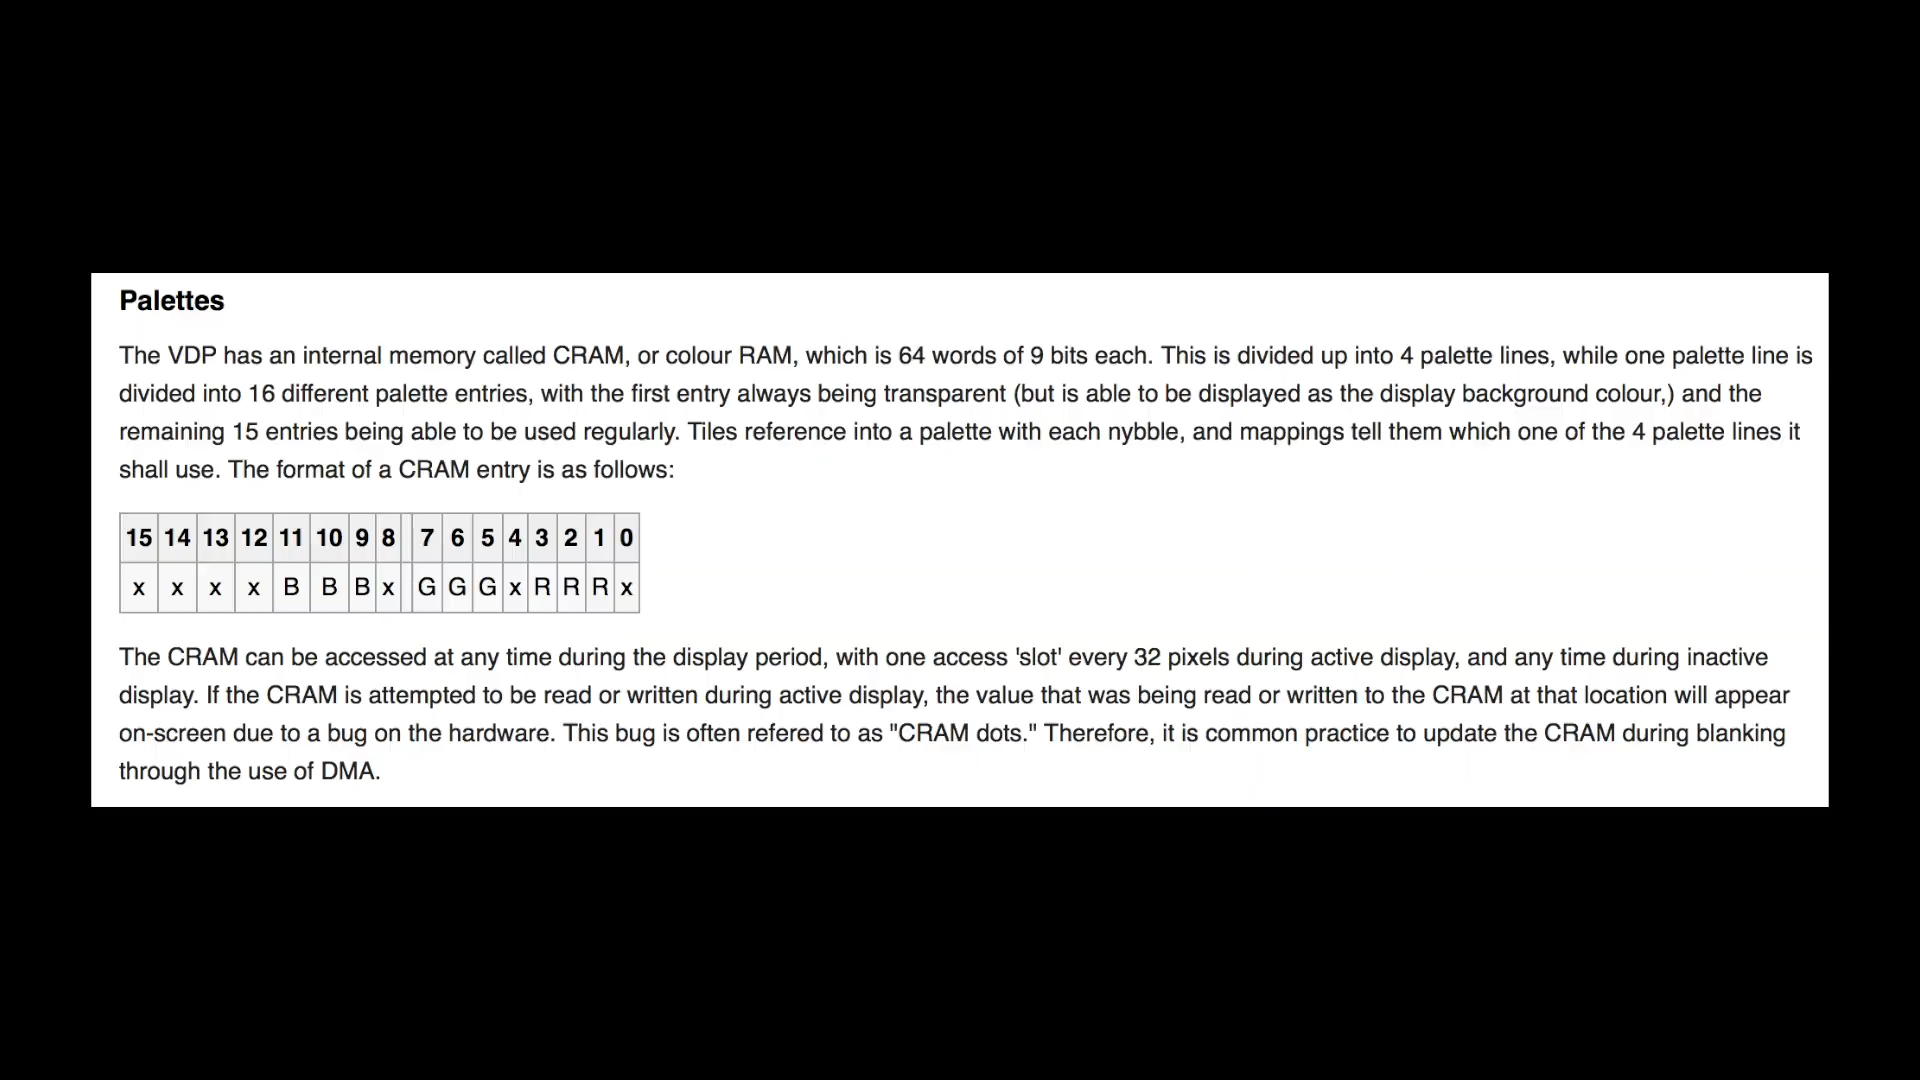 Palettes
The VDP has an internal memory called CRAM, or colour RAM, which is 64 words of 9 bits each. This is divided up into 4 palette lines, while one palette line is
divided into 16 different palette entries, with the first entry always being transparent (but is able to be displayed as the display background colour,) and the
remaining 15 entries being able to be used regularly. Tiles reference into a palette with each nybble, and mappings tell them which one of the 4 palette lines it
shall use. The format of a CRAM entry is as follows:
15 14 13 12 11 10 9 8 7 6 5 4 3 2 1 0
x x x x B B B x G G G x R R R x
The CRAM can be accessed at any time during the display period, with one access 'slot' every 32 pixels during active display, and any time during inactive
display. If the CRAM is attempted to be read or written during active display, the value that was being read or written to the CRAM at that location will appear
on-screen due to a bug on the hardware. This bug is often refered to as "CRAM dots." Therefore, it is common practice to update the CRAM during blanking
through the use of DMA.